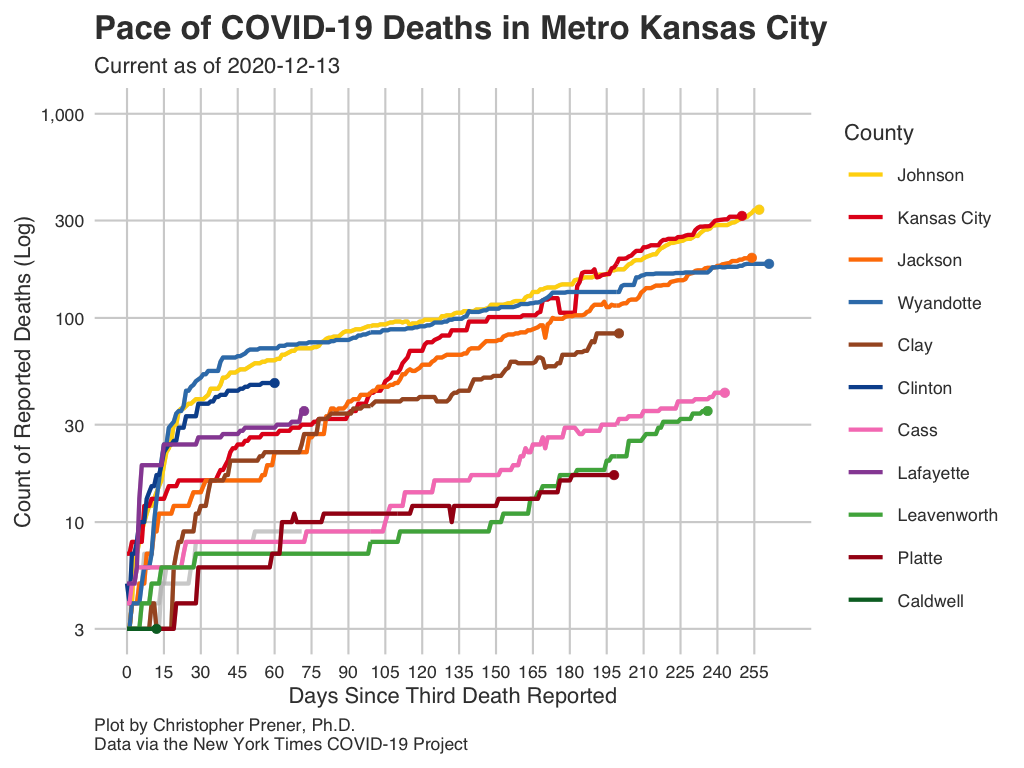 Pace of COVID-19 Deaths in Metro Kansas City
Current as of 2020-12-13
1,000
300
100
30
10
3
Count of Reported Deaths (Log)
0 15 30 45 60 75 90 105 120 135 150 165 180 195 210 225 240 255
Days Since Third Death Reported
County
Johnson
Kansas City
Jackson
Wyandotte
Clay
Clinton
Cass
Lafayette
Leavenworth
Platte
Caldwell
Plot by Christopher Prener, Ph.D.
Data via the New York Times COVID-19 Project